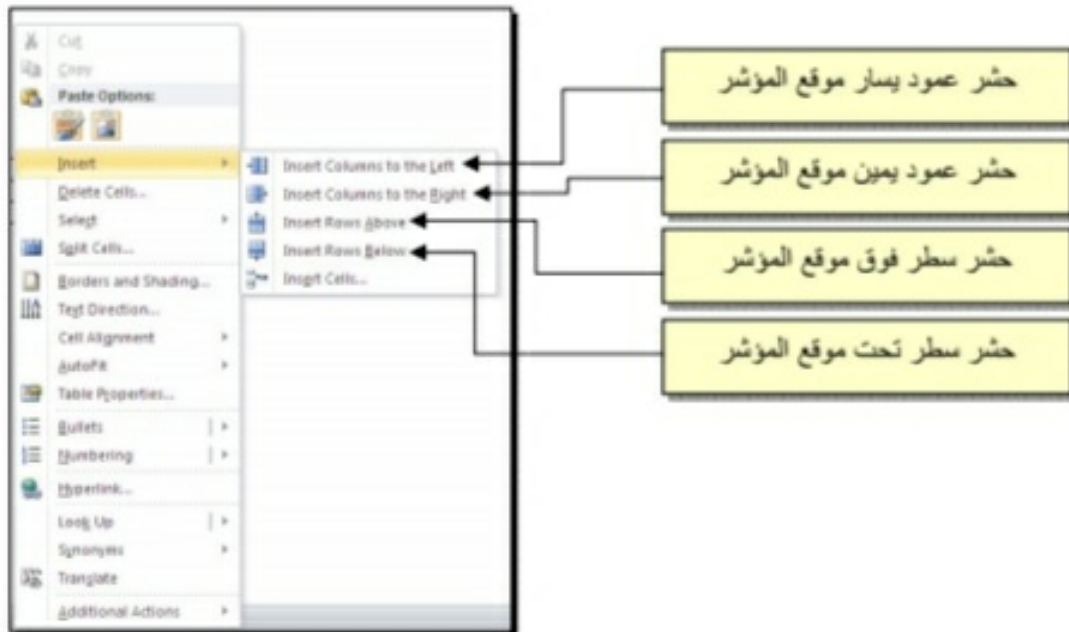 Cut
Copy
Paste Options:
Insert
Delete Cells...
Select
Split Cells...
Borders and Shading...
Text Direction...
Cell Alignment
AutoFit
Table Properties...
Bullets
Numbering
Hyperlink...
Look Up
Synonyms
Translate
Additional Actions
Insert Columns to the Left
Insert Columns to the Right
Insert Rows Above
Insert Rows Below
Insert Cells...
حشر عمود يسار موقع المؤشر
حشر عمود يمين موقع المؤشر
حشر سطر فوق موقع المؤشر
حشر سطر تحت موقع المؤشر